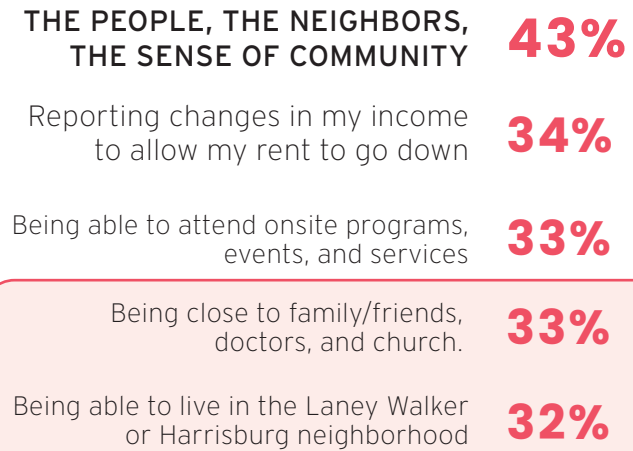 THE PEOPLE, THE NEIGHBORS,
THE SENSE OF COMMUNITY
43%
Reporting changes in my income
to allow my rent to go down
34%
Being able to attend onsite programs,
events, and services
33%
Being close to family/friends,
doctors, and church.
33%
Being able to live in the Laney Walker
or Harrisburg neighborhood
32%